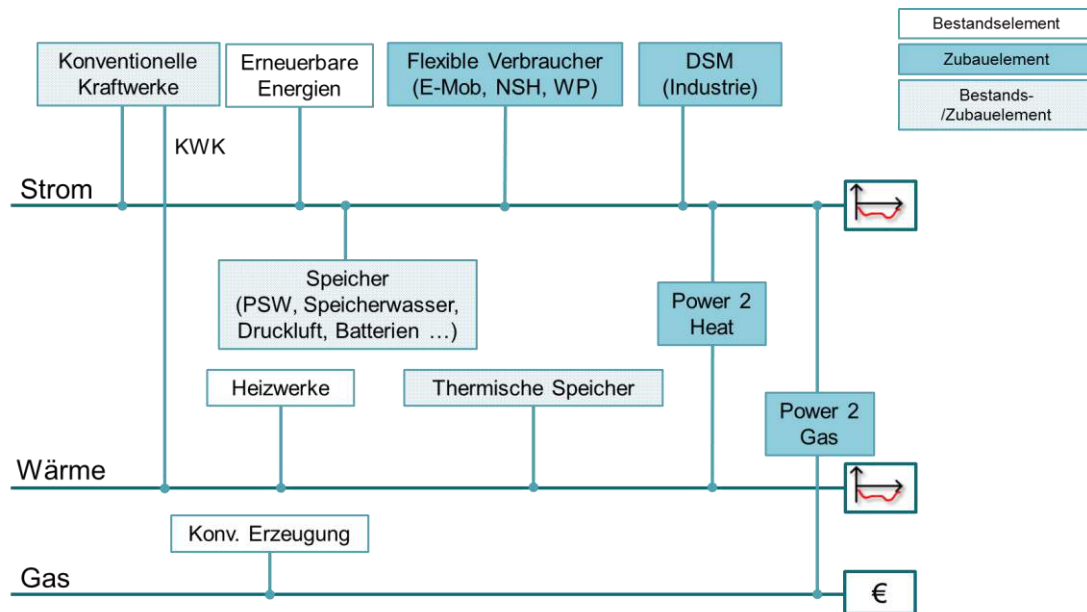 Konventionelle
Kraftwerke
Erneuerbare
Energien
Flexible Verbraucher
(E-Mob, NSH, WP)
DSM
(Industrie)
Bestandselement
Zubauelement
Bestands-
/Zubauelement
KWK
Strom
Speicher
(PSW, Speicherwasser,
Druckluft, Batterien …)
Power 2
Heat
Heizwerke
Thermische Speicher
Power 2
Gas
Wärme
Konv. Erzeugung
Gas
€